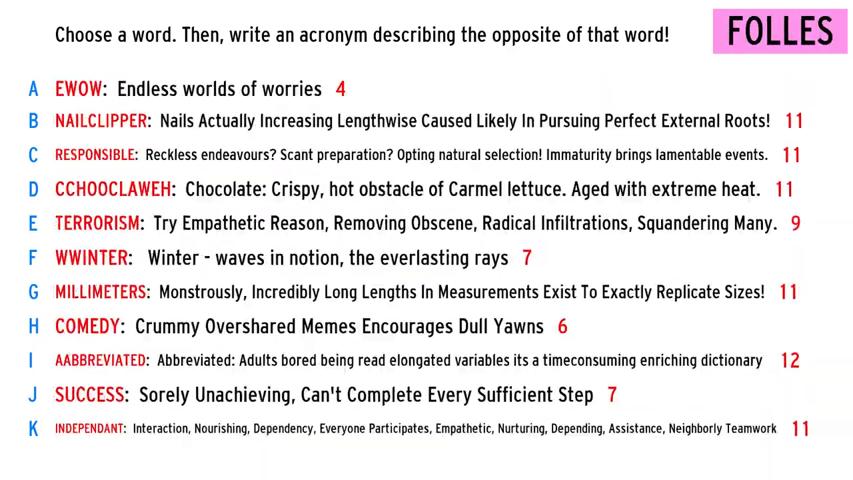 Choose a word. Then, write an acronym describing the opposite of that word!
FOLLES
A EWOW: Endless worlds of worries 4
B NAILCLIPPER: Nails Actually Increasing Lengthwise Caused Likely In Pursuing Perfect External Roots! 11
C RESPONSIBLE: Reckless endeavours? Scant preparation? Opting natural selection! Immaturity brings lamentable events. 11
D CCHOOCLAWEH: Chocolate: Crispy, hot obstacle of Carmel lettuce. Aged with extreme heat. 11
E TERRORISM: Try Empathetic Reason, Removing Obscene, Radical Infiltrations, Squandering Many. 9
F WWINTER: Winter - waves in notion, the everlasting rays 7
G MILLIMETERS: Monstrously, Incredibly Long Lengths In Measurements Exist To Exactly Replicate Sizes! 11
H COMEDY: Crummy Overshared Memes Encourages Dull Yawns 6
I AABBREVIATED: Abbreviated: Adults bored being read elongated variables its a timeconsuming enriching dictionary 12
J SUCCESS: Sorely Unachieving, Can't Complete Every Sufficient Step 7
K INDEPENDANT: Interaction, Nourishing, Dependency, Everyone Participates, Empathetic, Nurturing, Depending, Assistance, Neighborly Teamwork 11